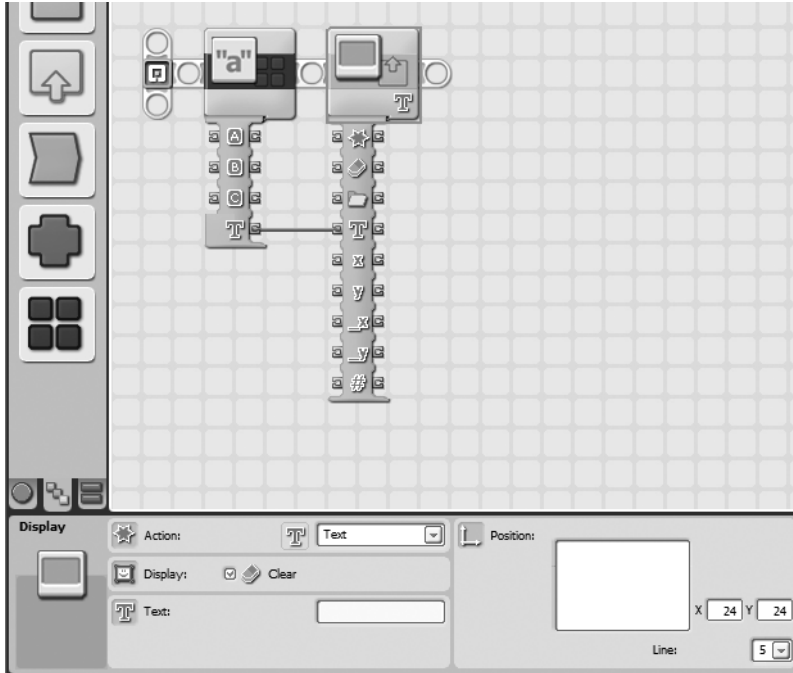 "a"
T
A
B
C
T T
x
y
_x
_y
#
Display
Action: T Text
Position:
Display: Clear
T Text:
X 24 Y 24
Line: 5